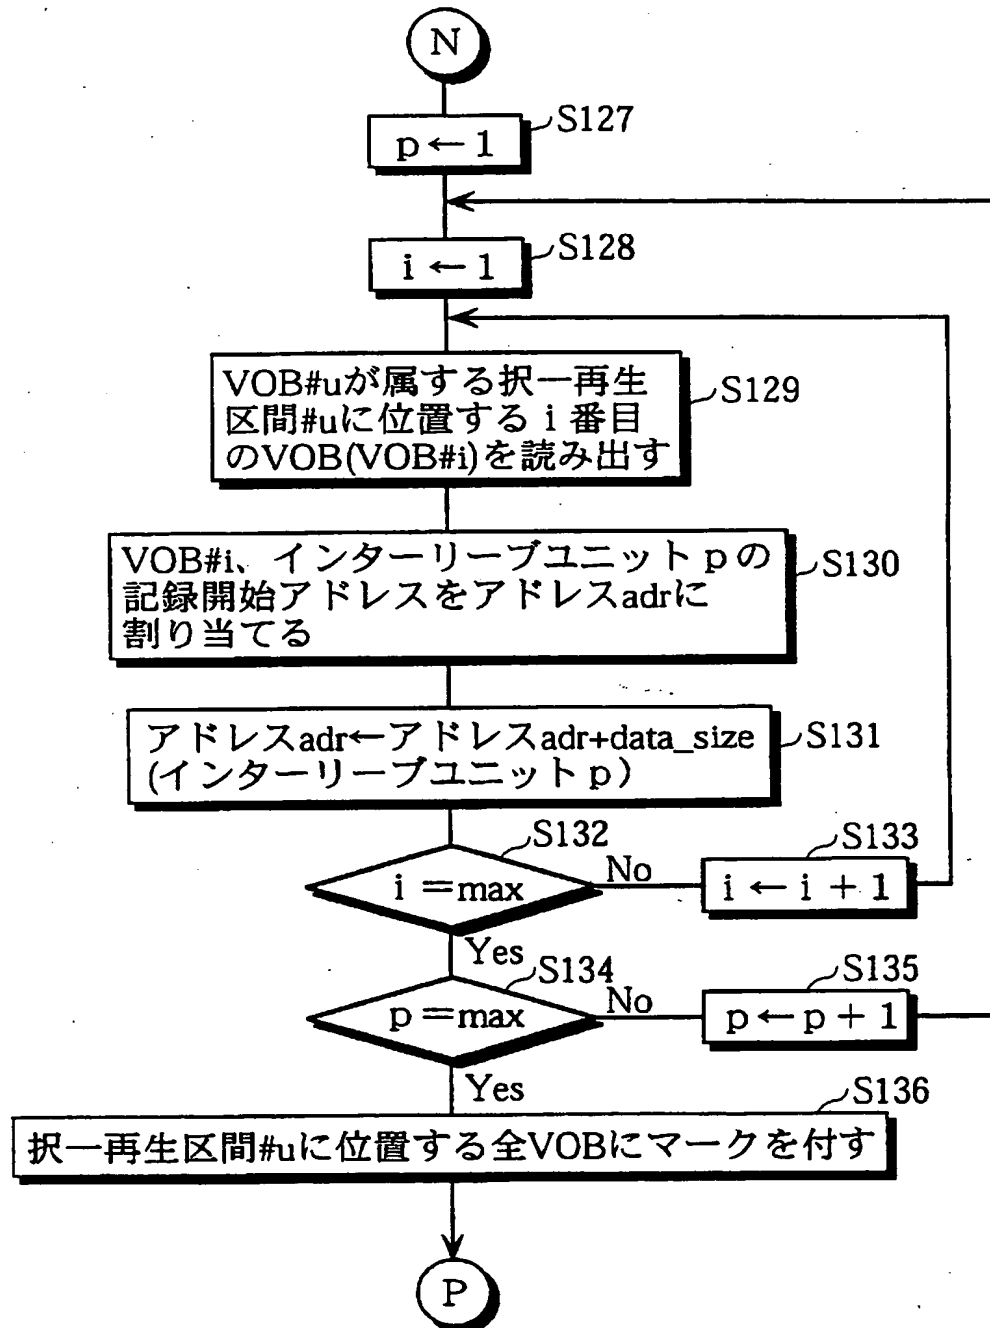 N
S127
p←1
S128
i←1
VOB#uが属する択一再生
区間#uに位置するｉ番目
のVOB(VOB#i)を読み出す
S129
VOB#i、インターリーブユニットｐの
記録開始アドレスをアドレスadrに
割り当てる
S130
アドレスadr←アドレスadr+data_size
(インターリーブユニットｐ)
S131
S132
i＝max
No
S133
i←i+1
Yes
S134
p＝max
No
S135
p←p+1
Yes
S136
択一再生区間#uに位置する全VOBにマークを付す
P